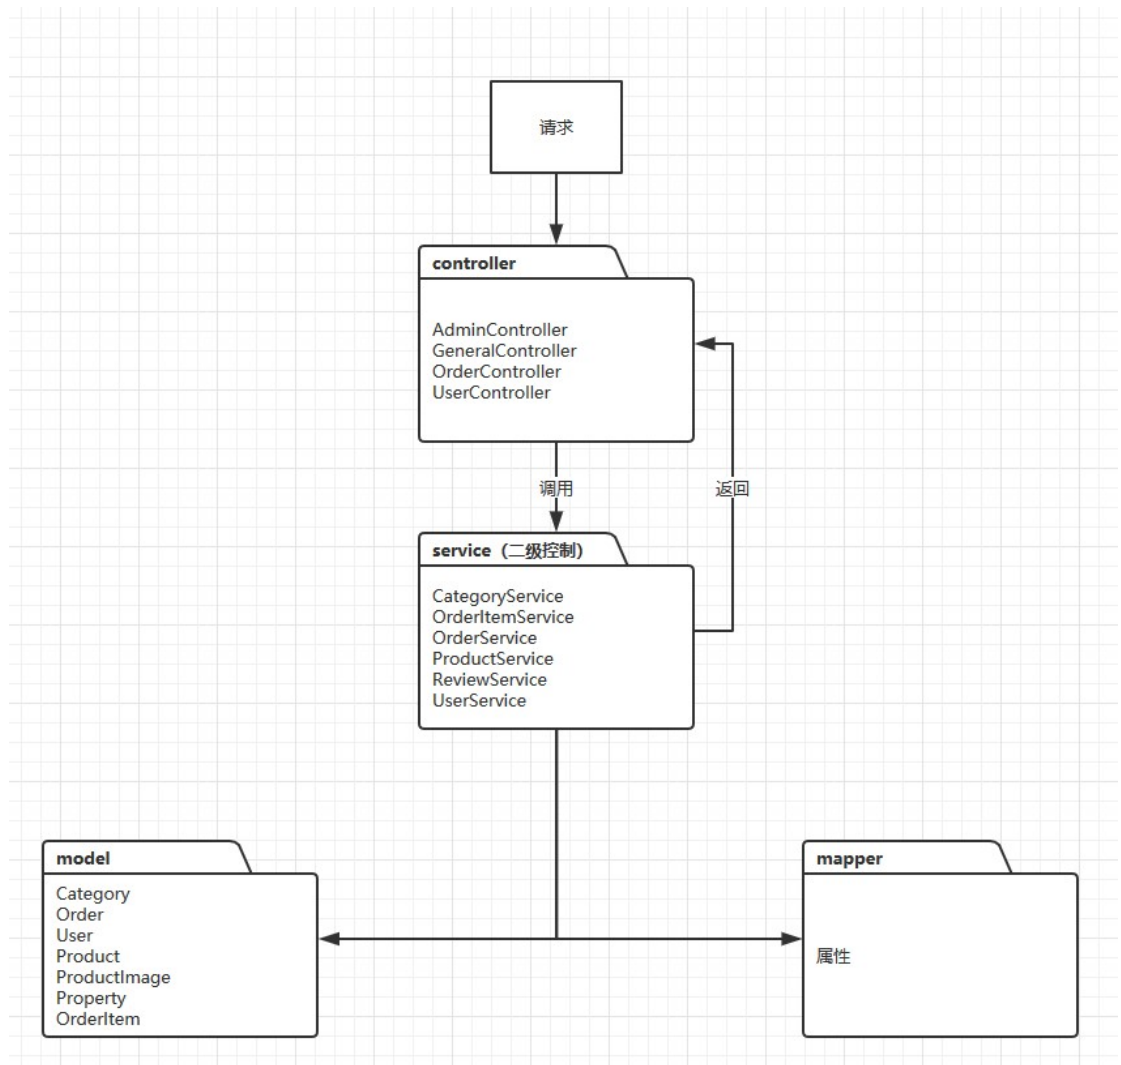 请求
controller
AdminController
GeneralController
OrderController
UserController
调用
返回
service（二级控制）
CategoryService
OrderItemService
OrderService
ProductService
ReviewService
UserService
model
Category
Order
User
Product
ProductImage
Property
OrderItem
mapper
属性